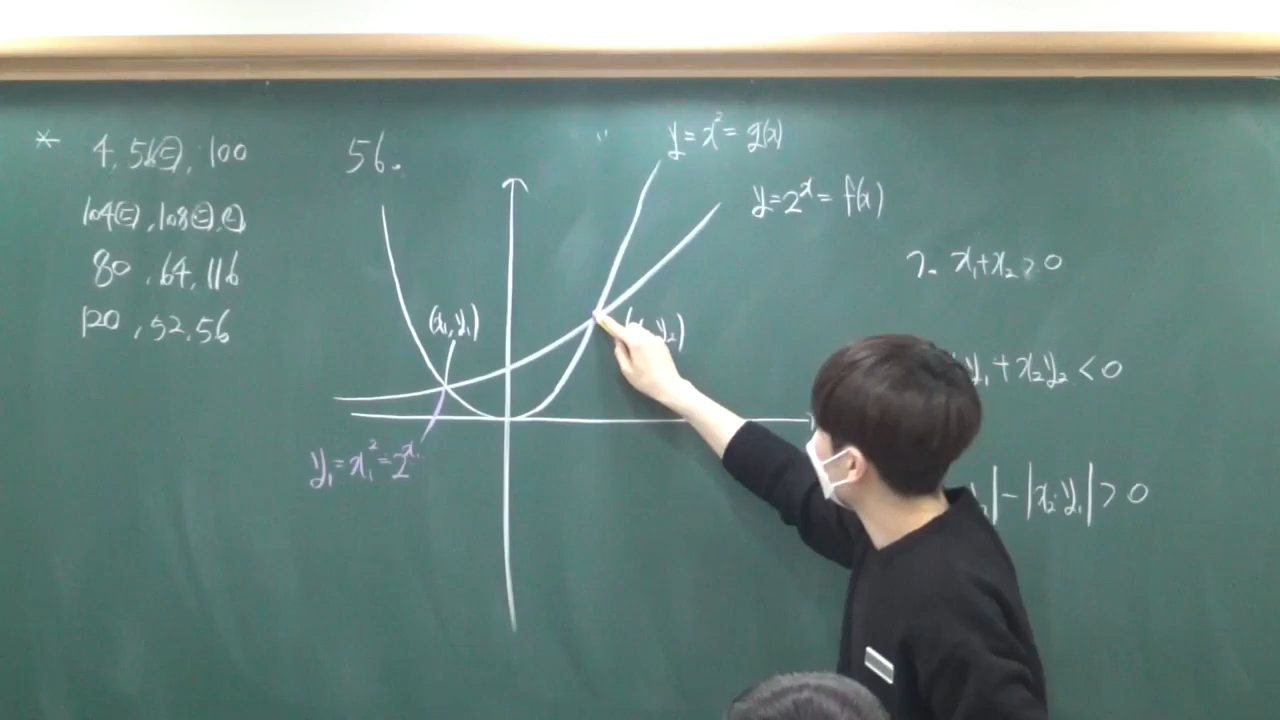 * 4, 56㉢, 100
104㉢, 108㉢,㉡
80, 64, 116
120, 52, 56
56.
y=x²=g(x)
y=2ˣ=f(x)
(x₁,y₁)
y₂)
y₁=x₁²=2^x₁
ㄱ. x₁+x₂>0
y₁+x₂y₂<0
|-|x₂y₁|>0